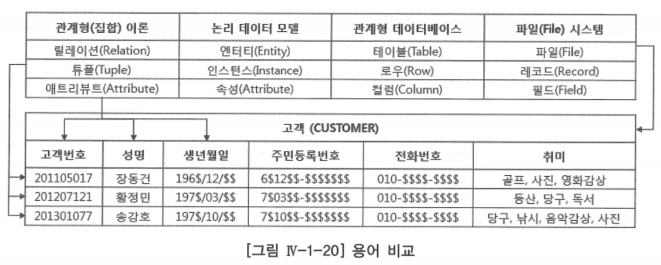 관계형(집합) 이론 논리 데이터 모델 관계형 데이터베이스 파일(File) 시스템
릴레이션(Relation) 엔터티(Entity) 테이블(Table) 파일(File)
튜플(Tuple) 인스턴스(Instance) 로우(Row) 레코드(Record)
애트리뷰트(Attribute) 속성(Attribute) 컬럼(Column) 필드(Field)
고객 (CUSTOMER)
고객번호 성명 생년월일 주민등록번호 전화번호 취미
201105017 장동건 196$/12/$$ 6$12$$-$$$$$$$ 010-$$$$-$$$$ 골프, 사진, 영화감상
201207121 황정민 197$/03/$$ 7$03$$-$$$$$$$ 010-$$$$-$$$$ 등산, 당구, 독서
201301077 송강호 197$/10/$$ 7$10$$-$$$$$$$ 010-$$$$-$$$$ 당구, 낚시, 음악감상, 사진
[그림 Ⅳ-1-20] 용어 비교